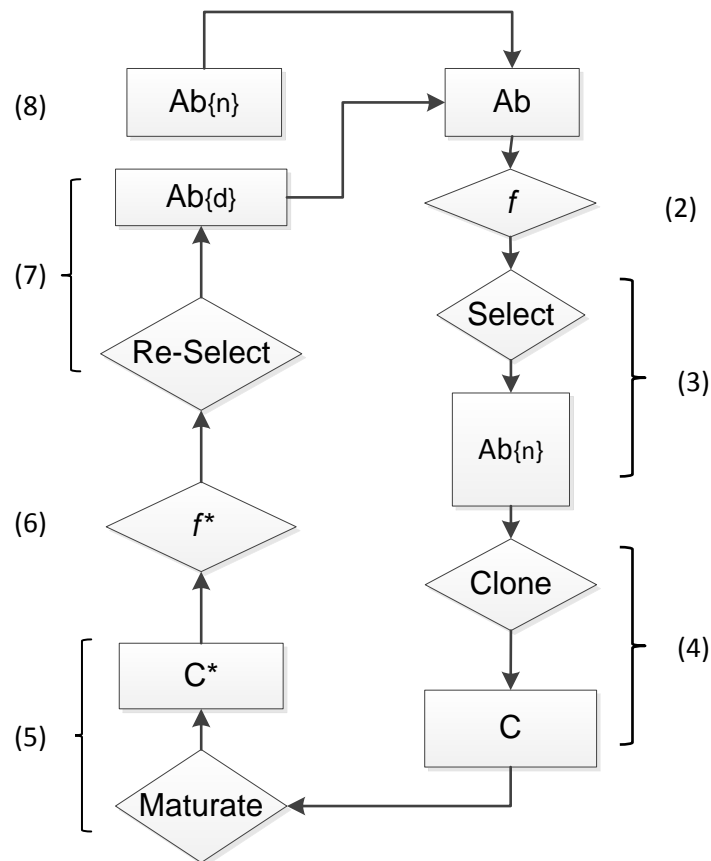 (8)
Ab{n}
Ab
Ab{d}
f
(2)
(7)
Select
Re-Select
(3)
Ab{n}
(6)
f*
Clone
(4)
C*
C
(5)
Maturate